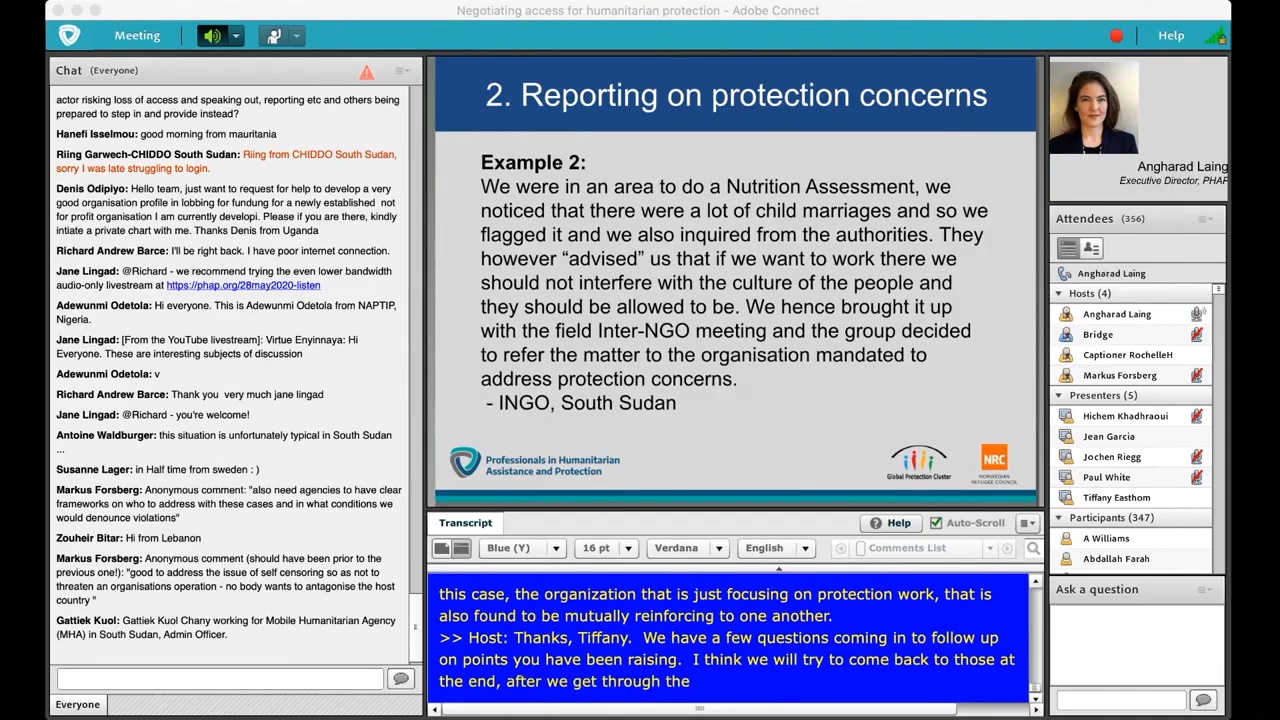 Negotiating access for humanitarian protection - Adobe Connect
Meeting
Help
Chat (Everyone)
actor risking loss of access and speaking out, reporting etc and others being
prepared to step in and provide instead?
Hanefi Isselmou: good morning from mauritania
Riing Garwech-CHIDDO South Sudan: Riing from CHIDDO South Sudan,
sorry I was late struggling to login.
Denis Odipiyo: Hello team, just want to request for help to develop a very
good organisation profile in lobbing for fundung for a newly established not
for profit organisation I am currently developi. Please if you are there, kindly
intiate a private chart with me. Thanks Denis from Uganda
Richard Andrew Barce: I'll be right back. I have poor internet connection.
Jane Lingad: @Richard - we recommend trying the even lower bandwidth
audio-only livestream at https://phap.org/28may2020-listen
Adewunmi Odetola: Hi everyone. This is Adewunmi Odetola from NAPTIP,
Nigeria.
Jane Lingad: [From the YouTube livestream]: Virtue Enyinnaya: Hi
Everyone. These are interesting subjects of discussion
Adewunmi Odetola: v
Richard Andrew Barce: Thank you very much jane lingad
Jane Lingad: @Richard - you're welcome!
Antoine Waldburger: this situation is unfortunately typical in South Sudan
...
Susanne Lager: in Half time from sweden : )
Markus Forsberg: Anonymous comment: "also need agencies to have clear
frameworks on who to address with these cases and in what conditions we
would denounce violations"
Zouheir Bitar: Hi from Lebanon
Markus Forsberg: Anonymous comment (should have been prior to the
previous one!): "good to address the issue of self censoring so as not to
threaten an organisations operation - no body wants to antagonise the host
country "
Gattiek Kuol: Gattiek Kuol Chany working for Mobile Humanitarian Agency
(MHA) in South Sudan, Admin Officer.
Everyone
2. Reporting on protection concerns
Example 2:
We were in an area to do a Nutrition Assessment, we
noticed that there were a lot of child marriages and so we
flagged it and we also inquired from the authorities. They
however “advised” us that if we want to work there we
should not interfere with the culture of the people and
they should be allowed to be. We hence brought it up
with the field Inter-NGO meeting and the group decided
to refer the matter to the organisation mandated to
address protection concerns.
- INGO, South Sudan
Professionals in Humanitarian
Assistance and Protection
Global Protection Cluster
NRC
NORWEGIAN
REFUGEE COUNCIL
Transcript
Help
Auto-Scroll
Blue (Y)
16 pt
Verdana
English
Comments List
this case, the organization that is just focusing on protection work, that is
also found to be mutually reinforcing to one another.
>> Host: Thanks, Tiffany. We have a few questions coming in to follow up
on points you have been raising. I think we will try to come back to those at
the end, after we get through the
Angharad Laing
Executive Director, PHAP
Attendees (356)
Angharad Laing
Hosts (4)
Angharad Laing
Bridge
Captioner RochelleH
Markus Forsberg
Presenters (5)
Hichem Khadhraoui
Jean Garcia
Jochen Riegg
Paul White
Tiffany Easthom
Participants (347)
A Williams
Abdallah Farah
Ask a question